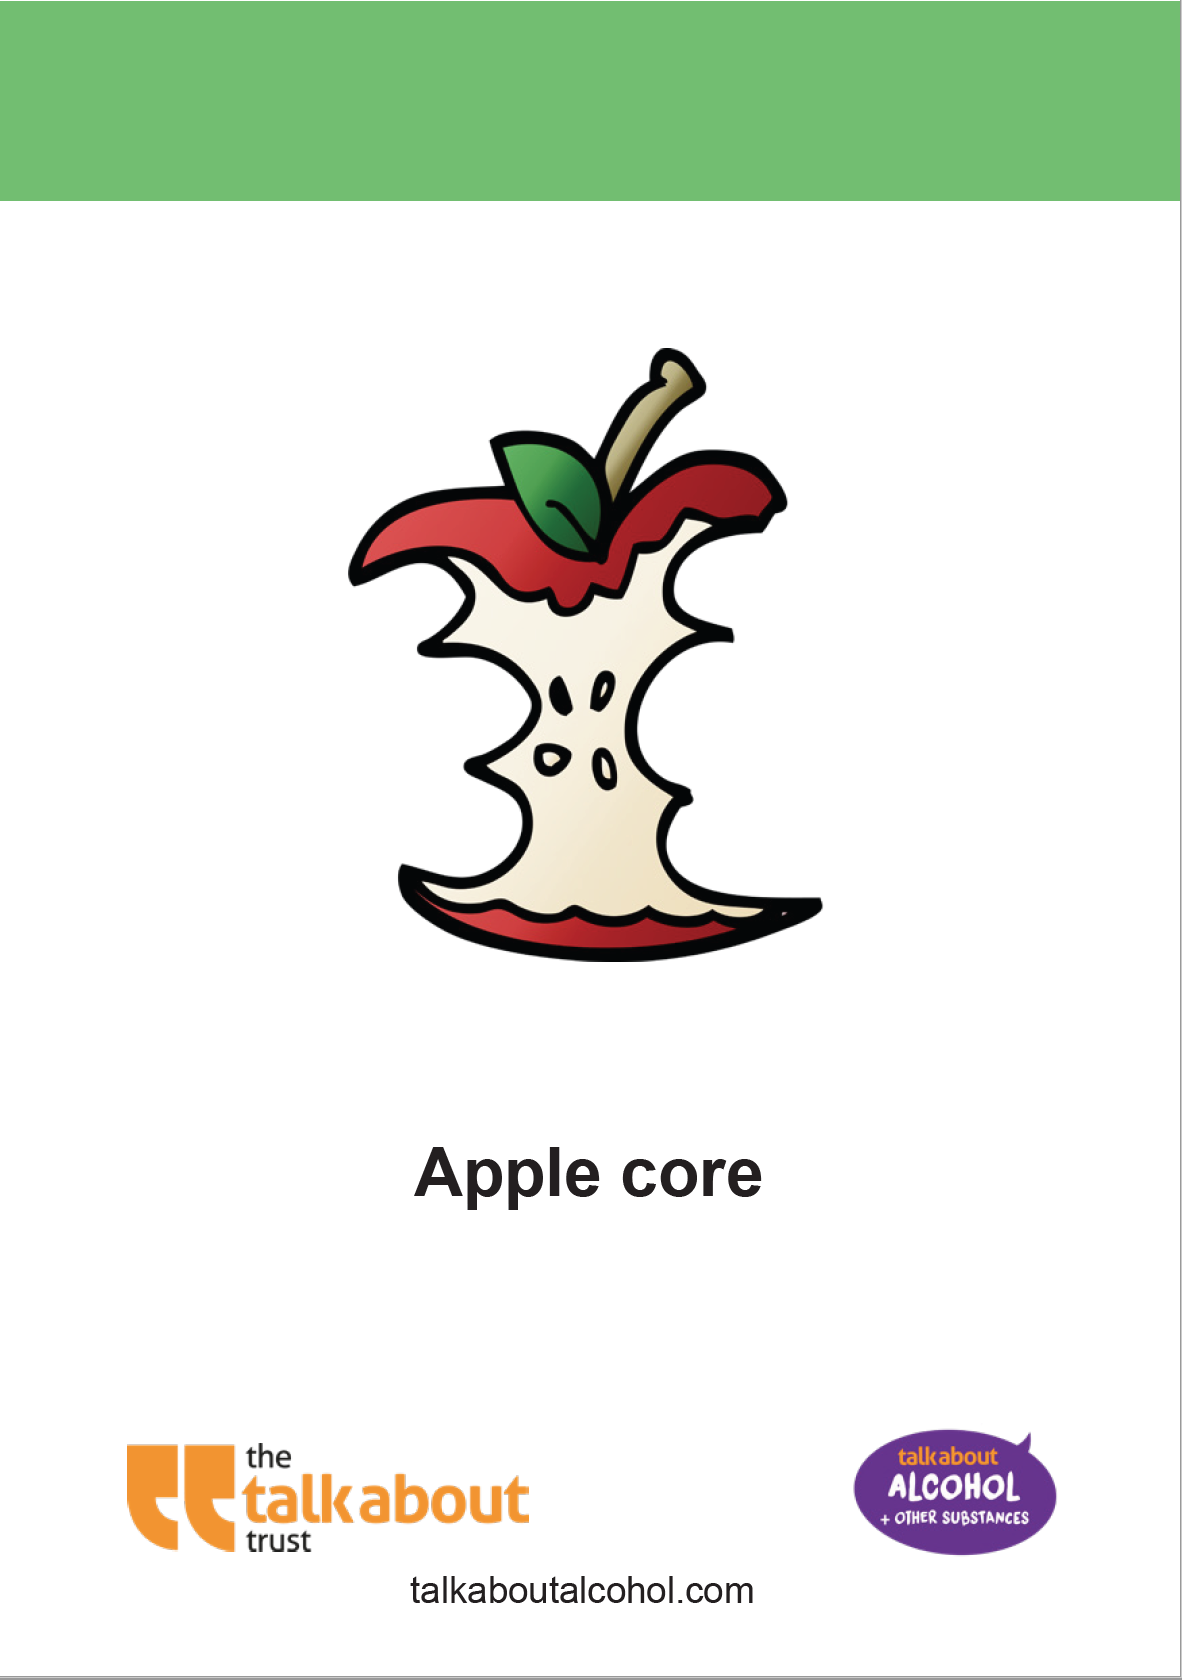 Apple core
the
talkabout
trust
talkabout
ALCOHOL
+ OTHER SUBSTANCES
talkaboutalcohol.com